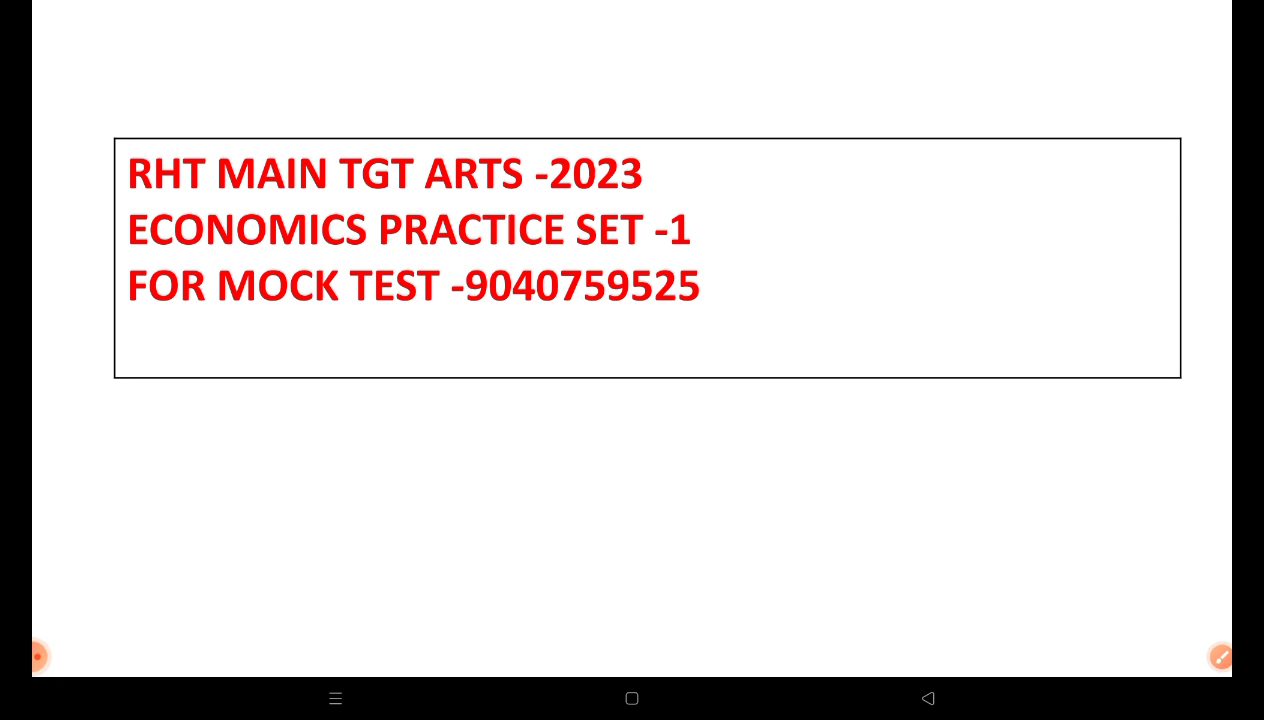 RHT MAIN TGT ARTS -2023
ECONOMICS PRACTICE SET -1
FOR MOCK TEST -9040759525